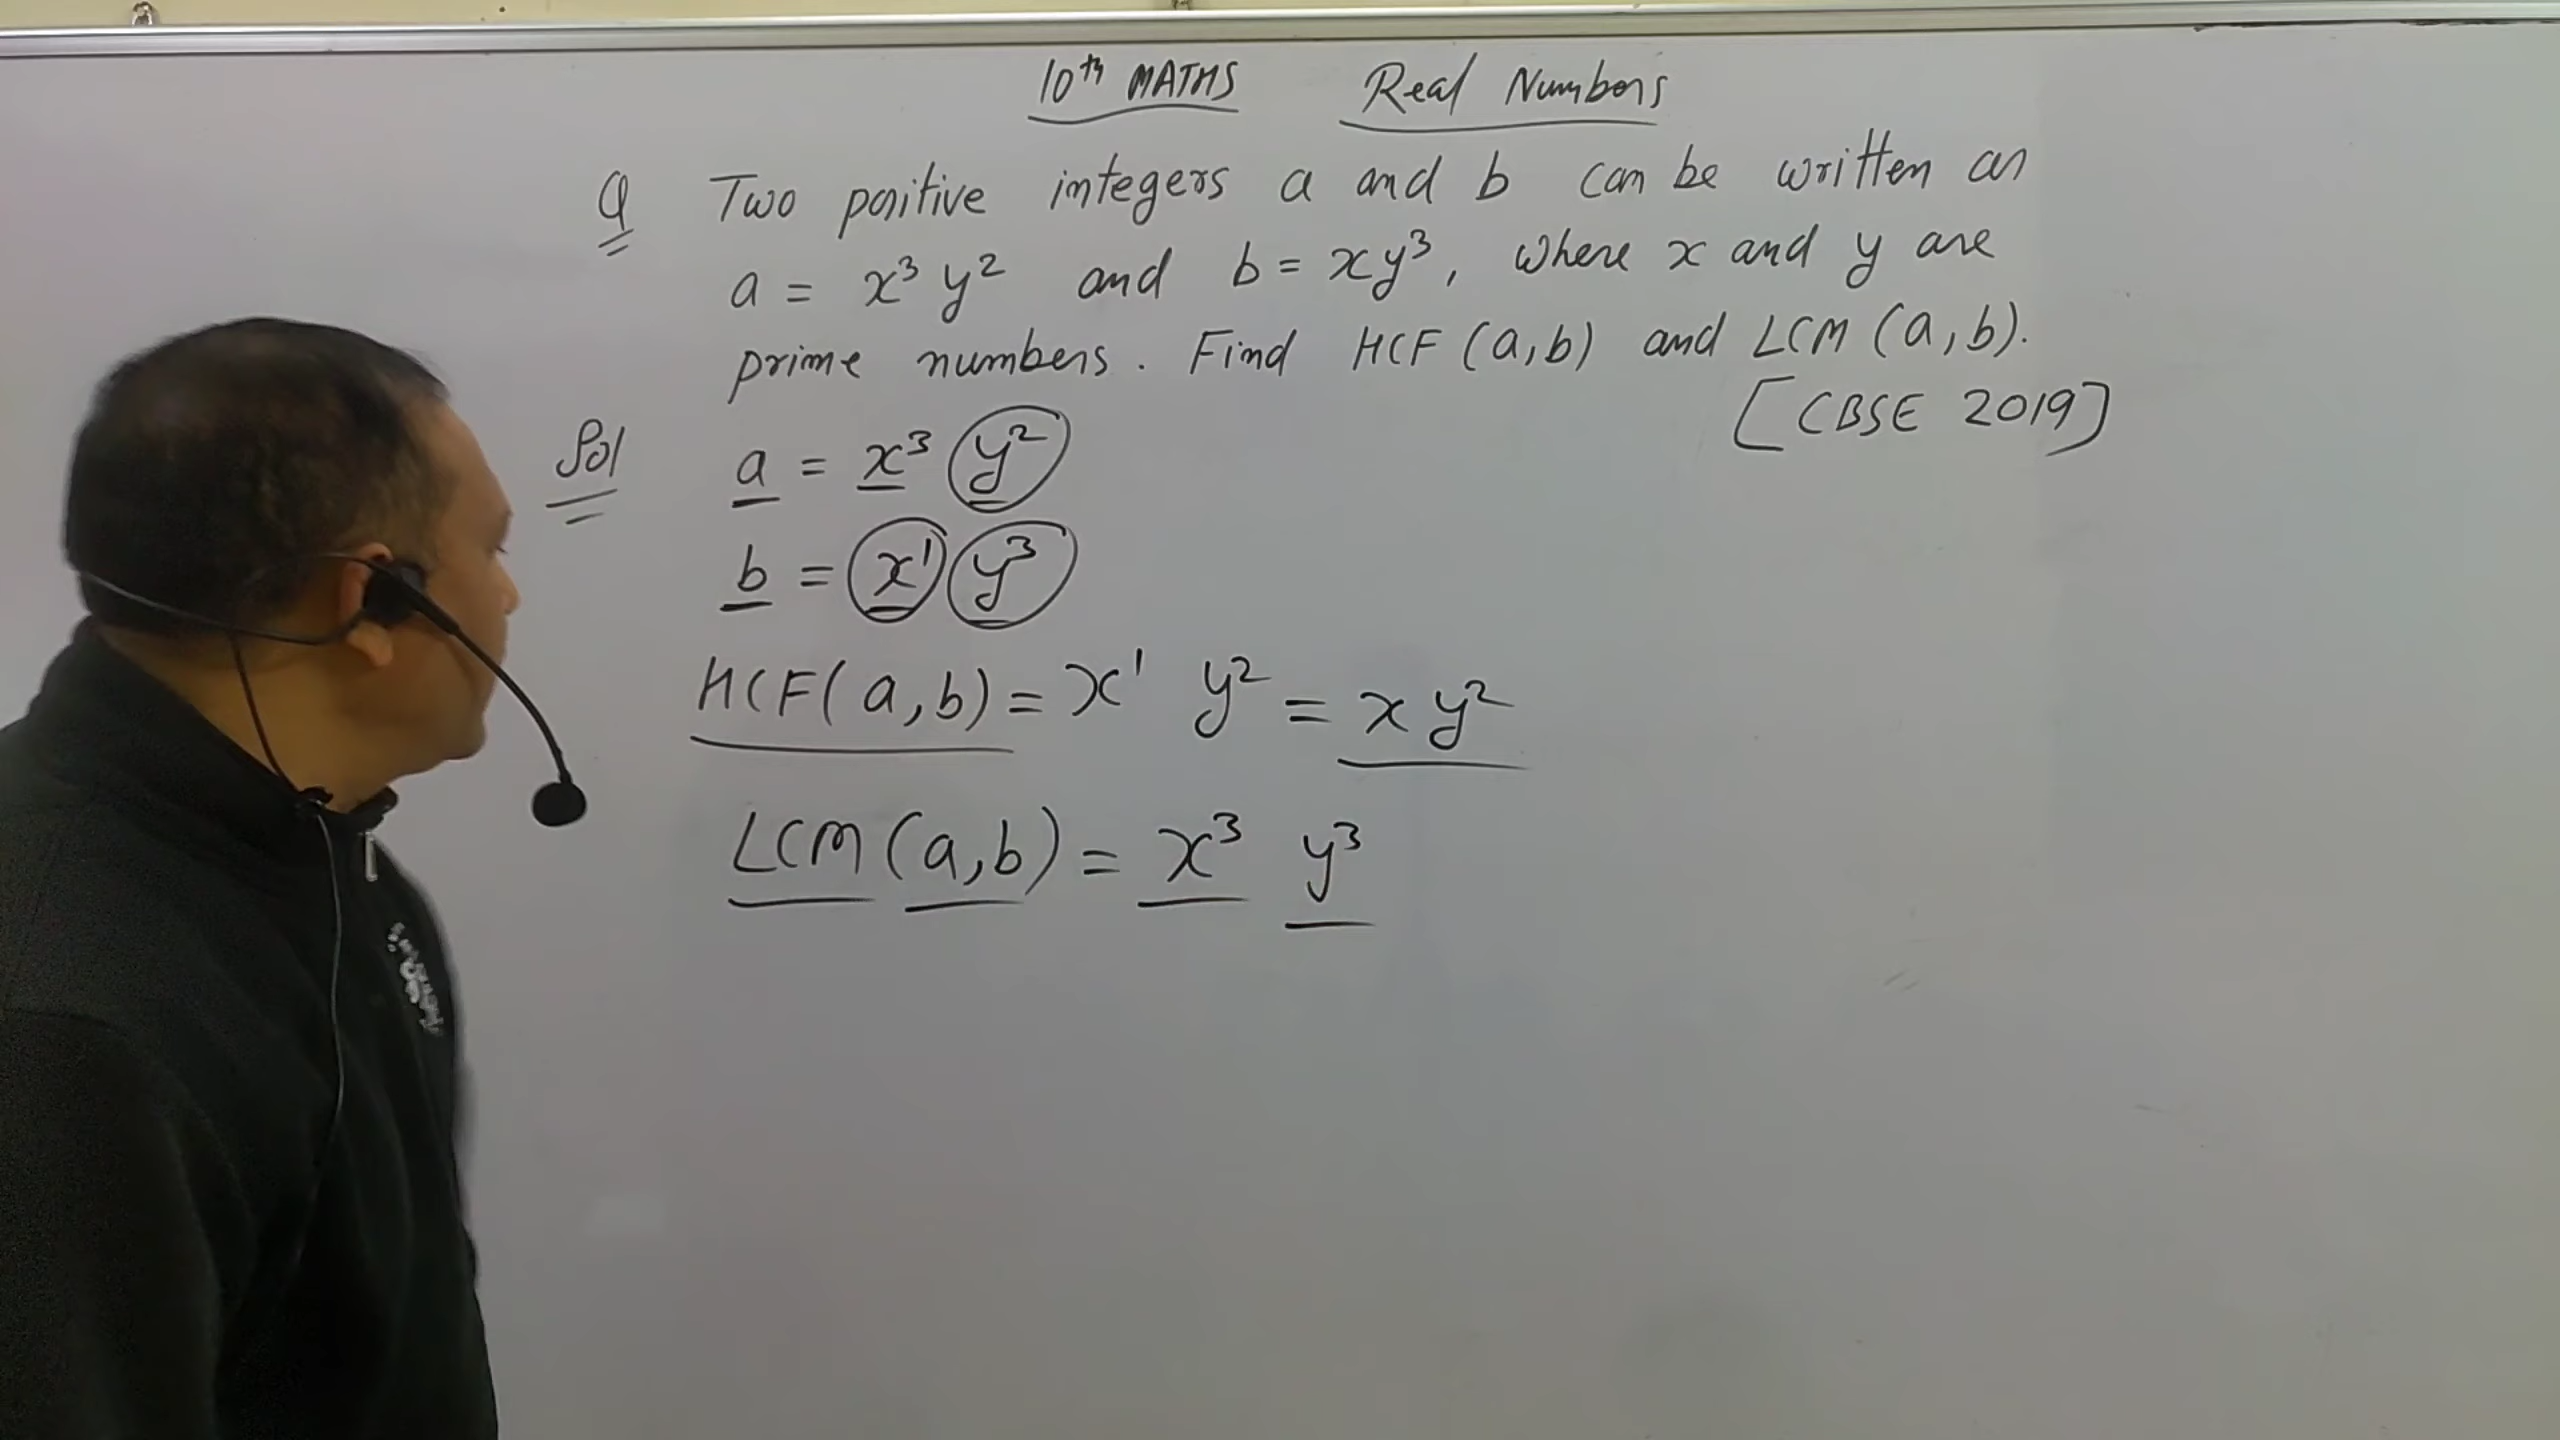 10th MATHS Real Numbers
Q Two positive integers a and b can be written as
a = x³ y² and b = xy³, where x and y are
prime numbers. Find HCF (a,b) and LCM (a,b).
[CBSE 2019]
Sol a = x³ y²
b = x¹ y³
HCF(a,b) = x¹ y² = x y²
LCM (a,b) = x³ y³